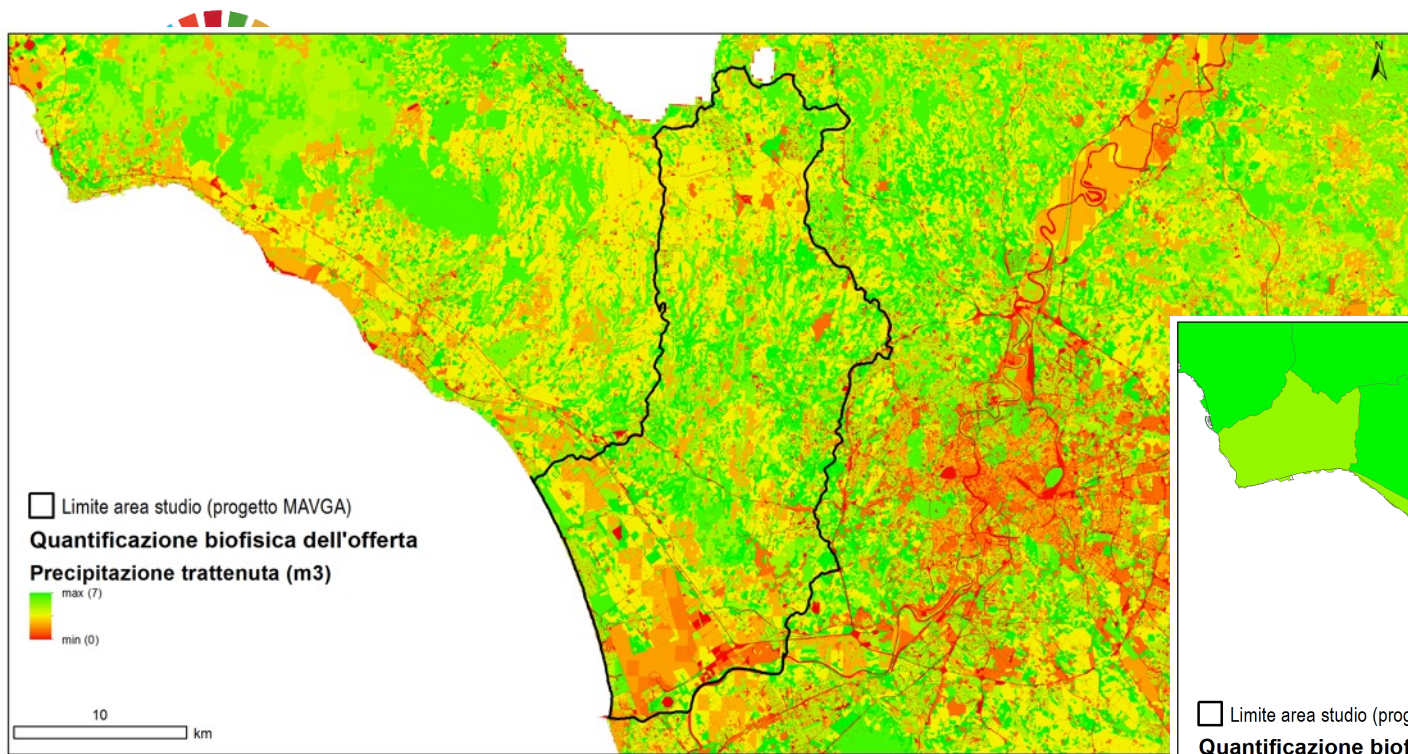 N
Limite area studio (progetto MAVGA)
Quantificazione biofisica dell'offerta
Precipitazione trattenuta (m3)
max (7)
min (0)
10
km
Limite area studio (prog
Quantificazione biof